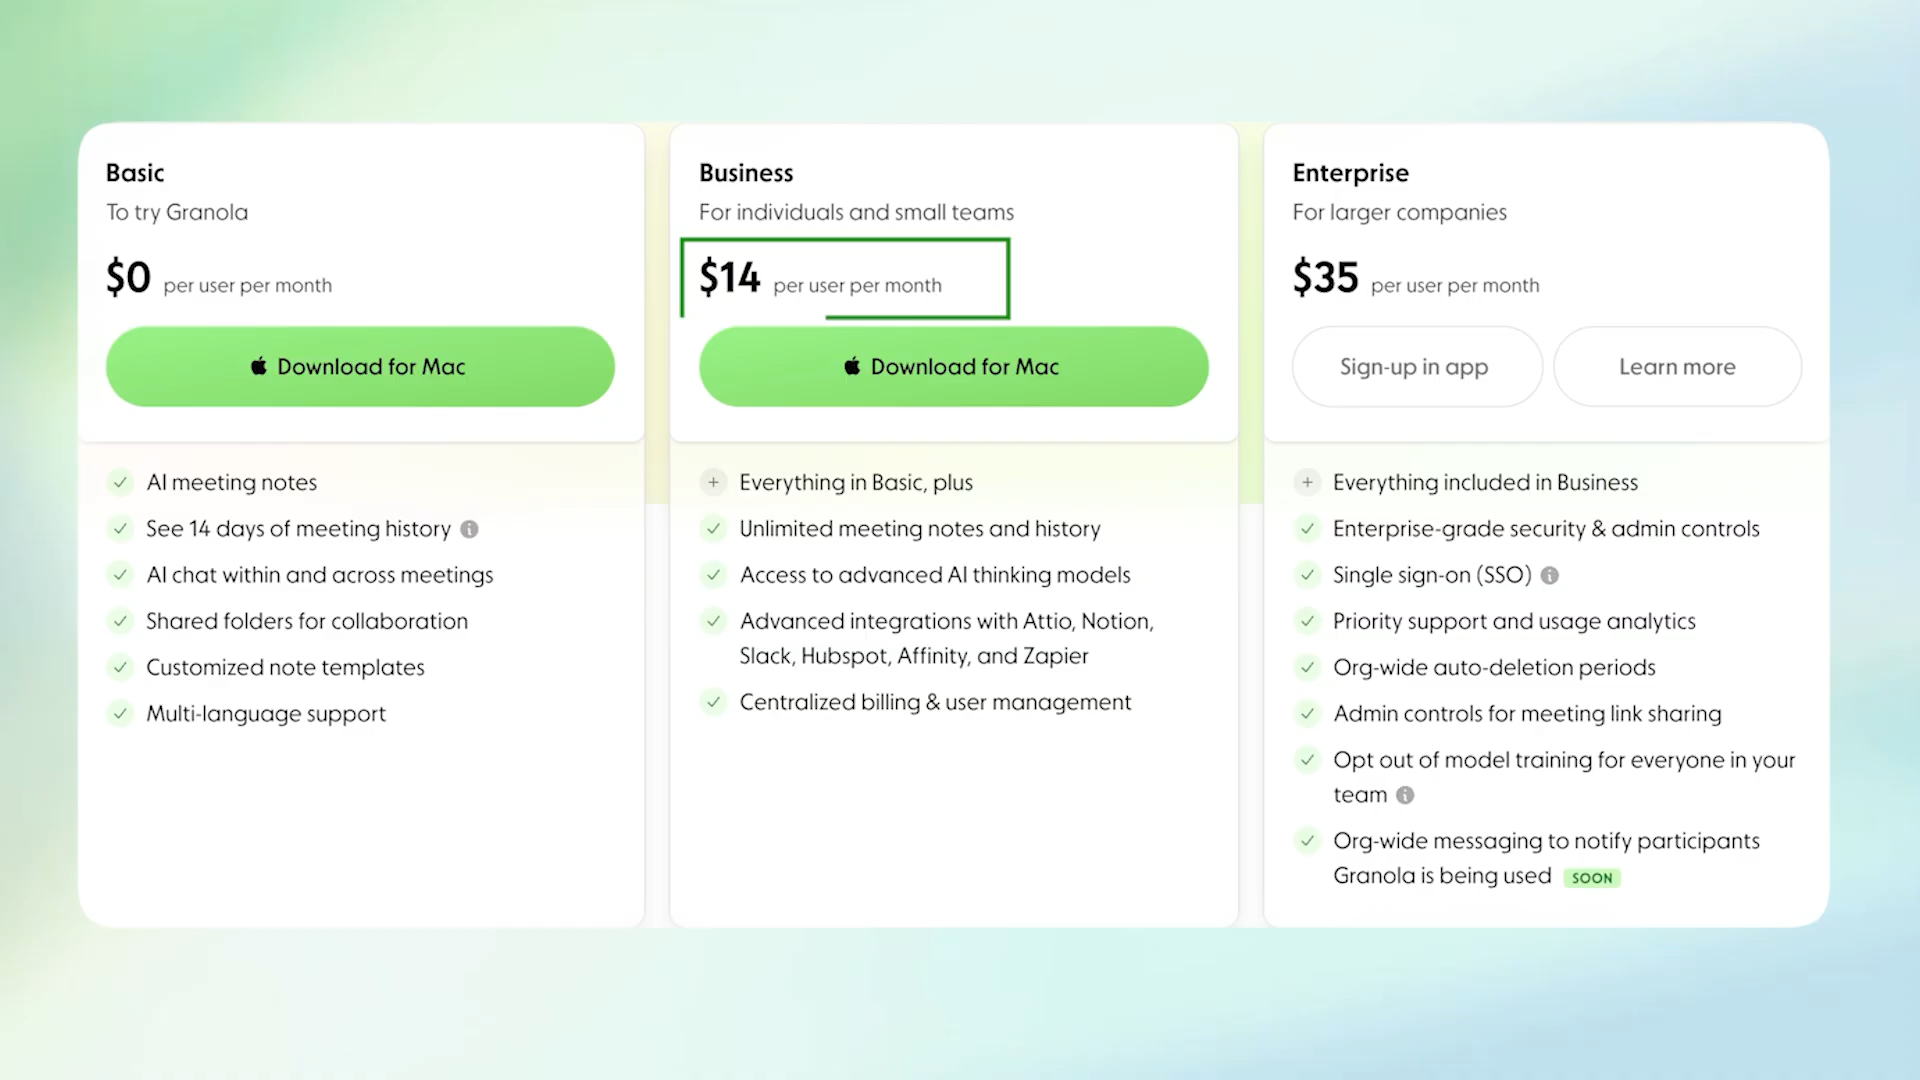 Basic
To try Granola
$0 per user per month
Download for Mac
AI meeting notes
See 14 days of meeting history
AI chat within and across meetings
Shared folders for collaboration
Customized note templates
Multi-language support
Business
For individuals and small teams
$14 per user per month
Download for Mac
Everything in Basic, plus
Unlimited meeting notes and history
Access to advanced AI thinking models
Advanced integrations with Attio, Notion,
Slack, Hubspot, Affinity, and Zapier
Centralized billing & user management
Enterprise
For larger companies
$35 per user per month
Sign-up in app
Learn more
Everything included in Business
Enterprise-grade security & admin controls
Single sign-on (SSO)
Priority support and usage analytics
Org-wide auto-deletion periods
Admin controls for meeting link sharing
Opt out of model training for everyone in your
team
Org-wide messaging to notify participants
Granola is being used SOON